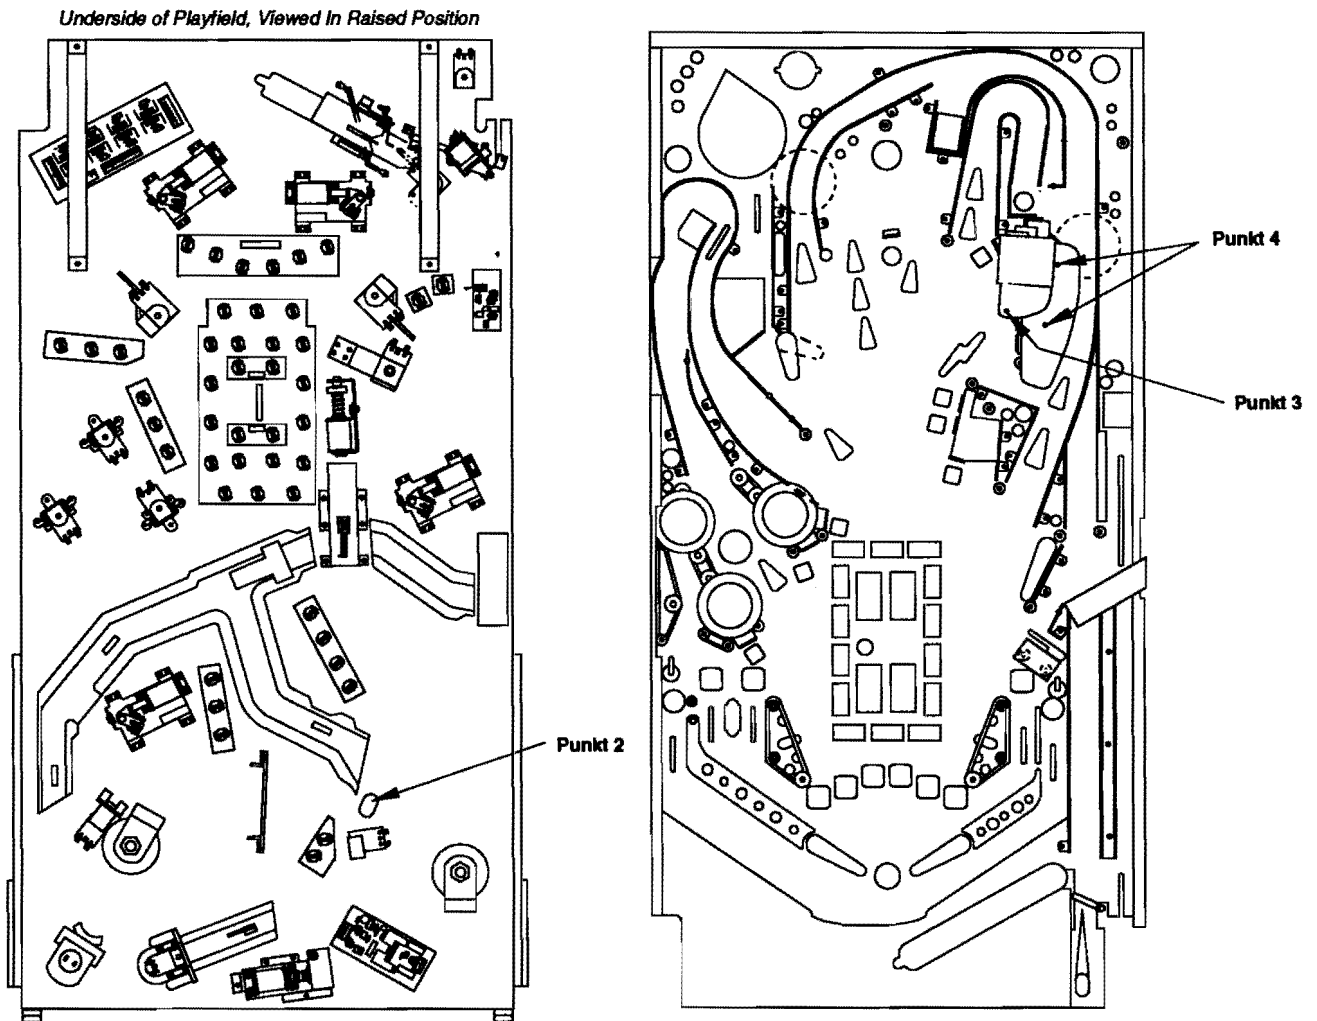 Underside of Playfield, Viewed In Raised Position
Punkt 4
Punkt 3
Punkt 2